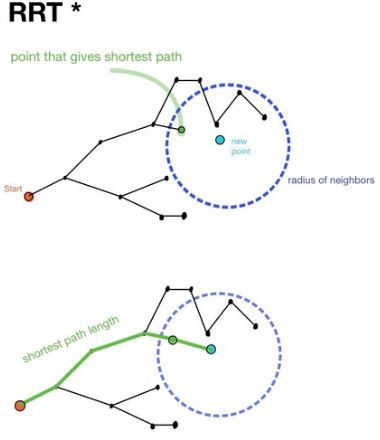 RRT *
point that gives shortest path
new
point
radius of neighbors
Start
shortest path length